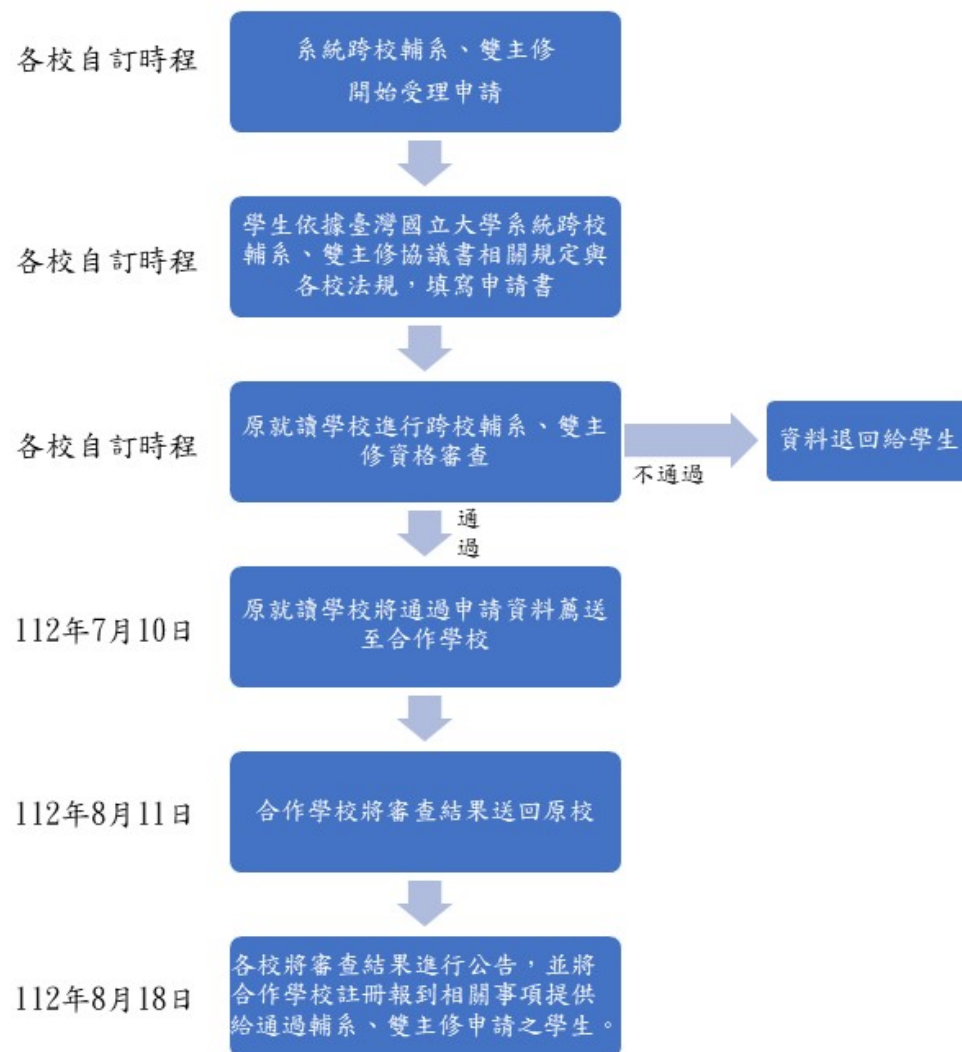 各校自訂時程
系統跨校輔系、雙主修
開始受理申請
各校自訂時程
學生依據臺灣國立大學系統跨校
輔系、雙主修協議書相關規定與
各校法規，填寫申請書
各校自訂時程
原就讀學校進行跨校輔系、雙主
修資格審查
不通過
資料退回給學生
通
過
112年7月10日
原就讀學校將通過申請資料薦送
至合作學校
112年8月11日
合作學校將審查結果送回原校
112年8月18日
各校將審查結果進行公告，並將
合作學校註冊報到相關事項提供
給通過輔系、雙主修申請之學生。